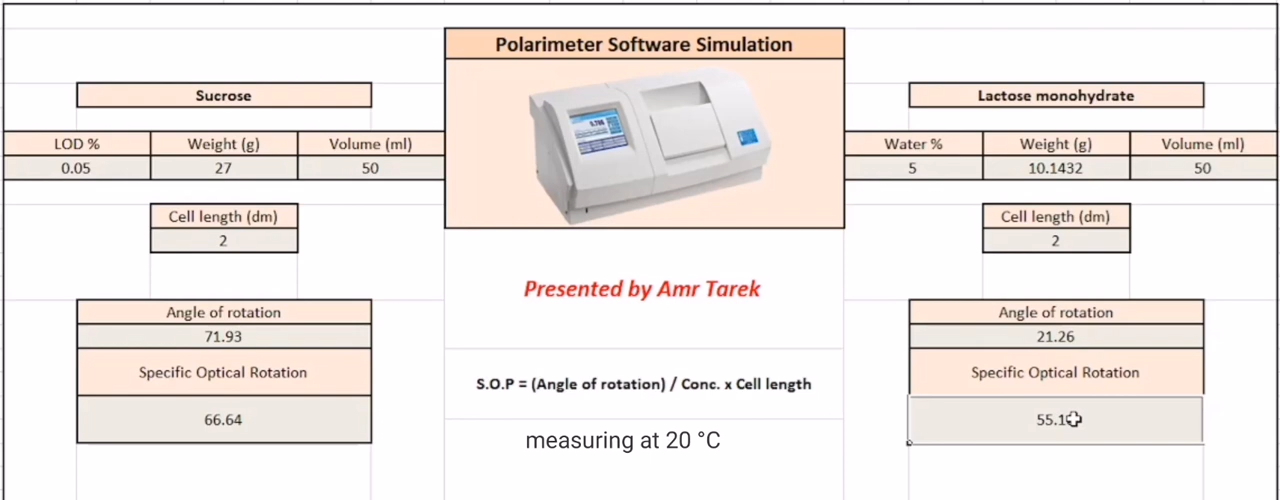 Polarimeter Software Simulation
Sucrose
LOD % Weight (g) Volume (ml)
0.05 27 50
Cell length (dm)
2
Angle of rotation
71.93
Specific Optical Rotation
66.64
Presented by Amr Tarek
S.O.P = (Angle of rotation) / Conc. x Cell length
measuring at 20 °C
Lactose monohydrate
Water % Weight (g) Volume (ml)
5 10.1432 50
Cell length (dm)
2
Angle of rotation
21.26
Specific Optical Rotation